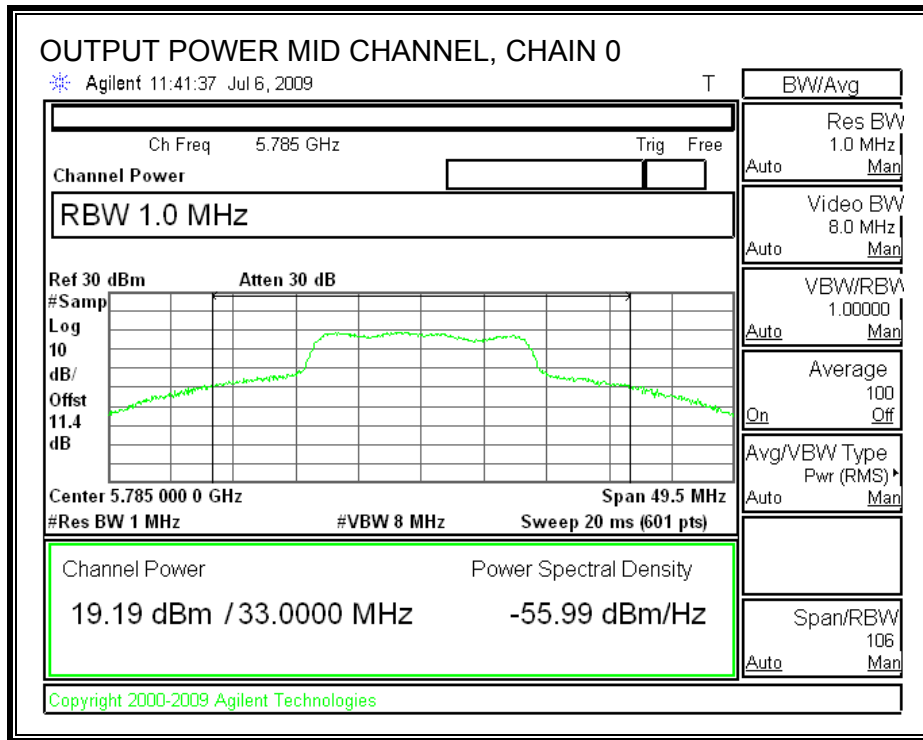 OUTPUT POWER MID CHANNEL, CHAIN 0
Agilent 11:41:37 Jul 6, 2009 T
Ch Freq 5.785 GHz Trig Free
Channel Power
RBW 1.0 MHz
Ref 30 dBm Atten 30 dB
#Samp
Log
10
dB/
Offst
11.4
dB
Center 5.785 000 0 GHz Span 49.5 MHz
#Res BW 1 MHz #VBW 8 MHz Sweep 20 ms (601 pts)
Channel Power Power Spectral Density
19.19 dBm / 33.0000 MHz -55.99 dBm/Hz
Copyright 2000-2009 Agilent Technologies
BW/Avg
Res BW
1.0 MHz
Auto Man
Video BW
8.0 MHz
Auto Man
VBW/RBW
1.00000
Auto Man
Average
100
On Off
Avg/VBW Type
Pwr (RMS)
Auto Man
Span/RBW
106
Auto Man